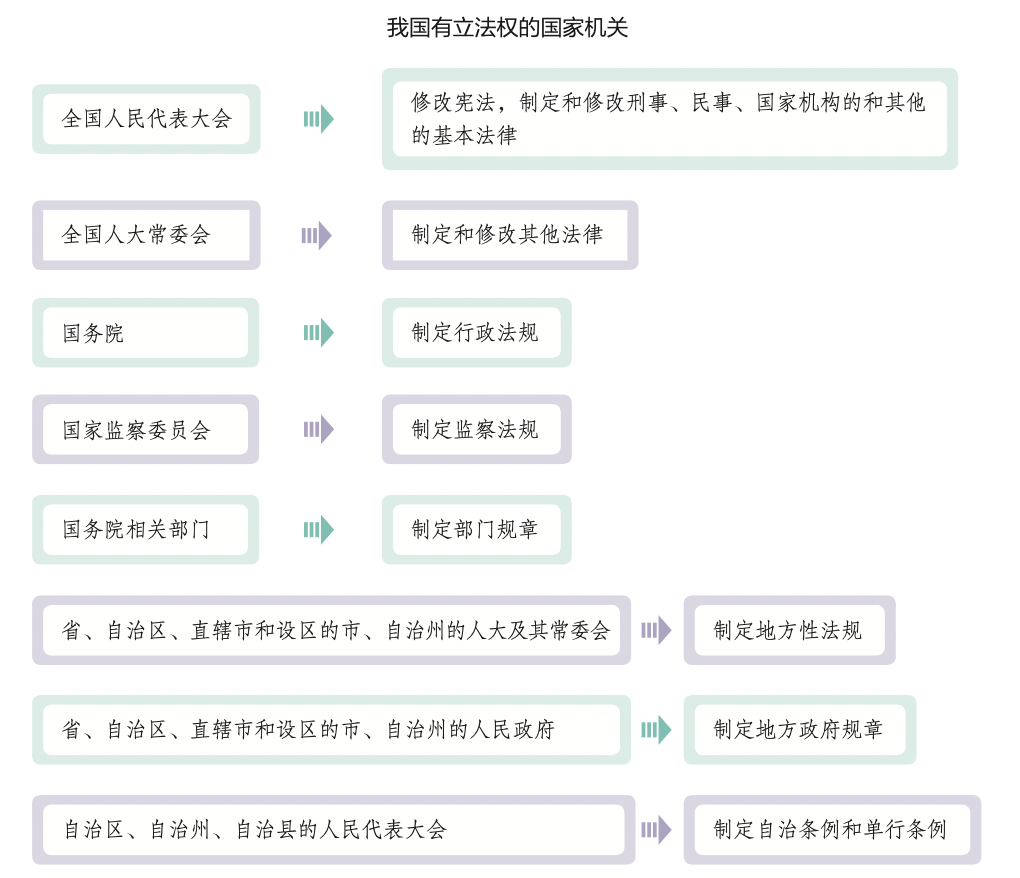 我国有立法权的国家机关
全国人民代表大会
修改宪法，制定和修改刑事、民事、国家机构的和其他
的基本法律
全国人大常委会
制定和修改其他法律
国务院
制定行政法规
国家监察委员会
制定监察法规
国务院相关部门
制定部门规章
省、自治区、直辖市和设区的市、自治州的人大及其常委会
制定地方性法规
省、自治区、直辖市和设区的市、自治州的人民政府
制定地方政府规章
自治区、自治州、自治县的人民代表大会
制定自治条例和单行条例